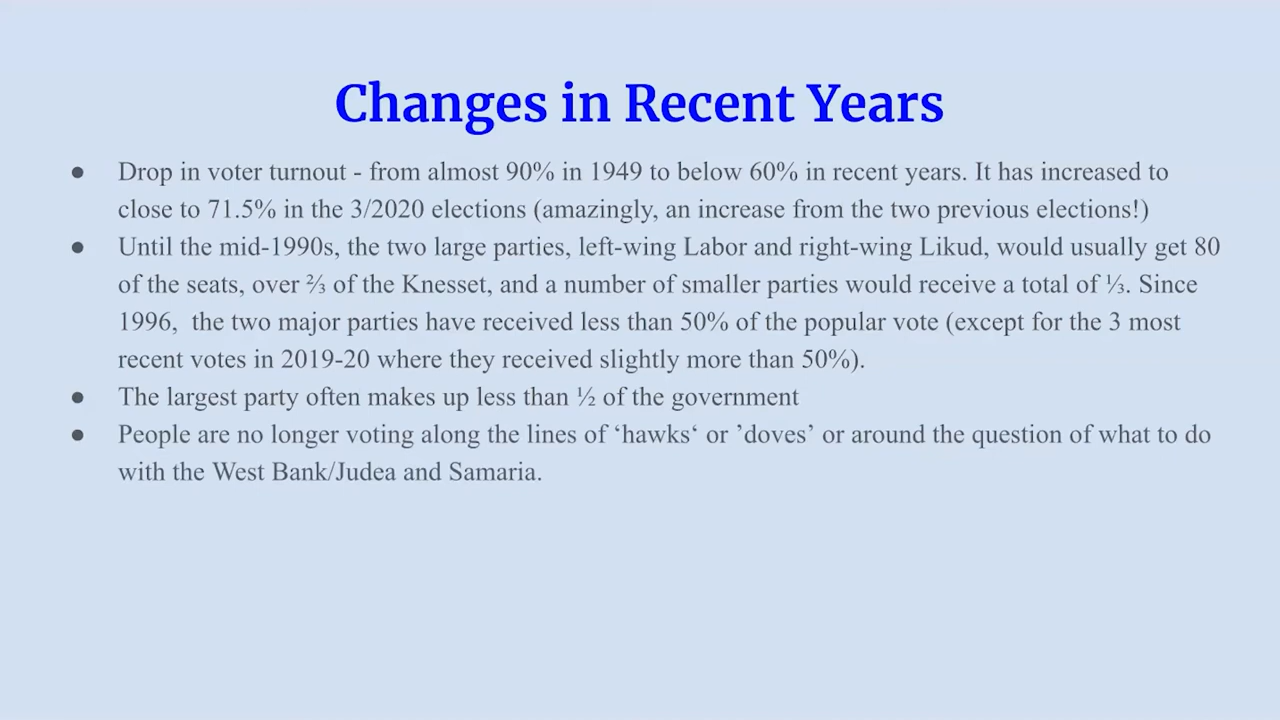 Changes in Recent Years
● Drop in voter turnout - from almost 90% in 1949 to below 60% in recent years. It has increased to
close to 71.5% in the 3/2020 elections (amazingly, an increase from the two previous elections!)
● Until the mid-1990s, the two large parties, left-wing Labor and right-wing Likud, would usually get 80
of the seats, over ⅔ of the Knesset, and a number of smaller parties would receive a total of ⅓. Since
1996,  the two major parties have received less than 50% of the popular vote (except for the 3 most
recent votes in 2019-20 where they received slightly more than 50%).
● The largest party often makes up less than ½ of the government
● People are no longer voting along the lines of ‘hawks‘ or ’doves’ or around the question of what to do
with the West Bank/Judea and Samaria.